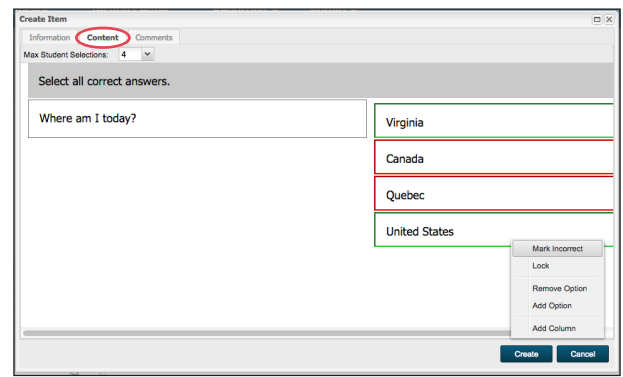 Create Item
Information Content Comments
Max Student Selections: 4
Select all correct answers.
Where am I today?
Virginia
Canada
Quebec
United States
Mark Incorrect
Lock
Remove Option
Add Option
Add Column
Create Cancel